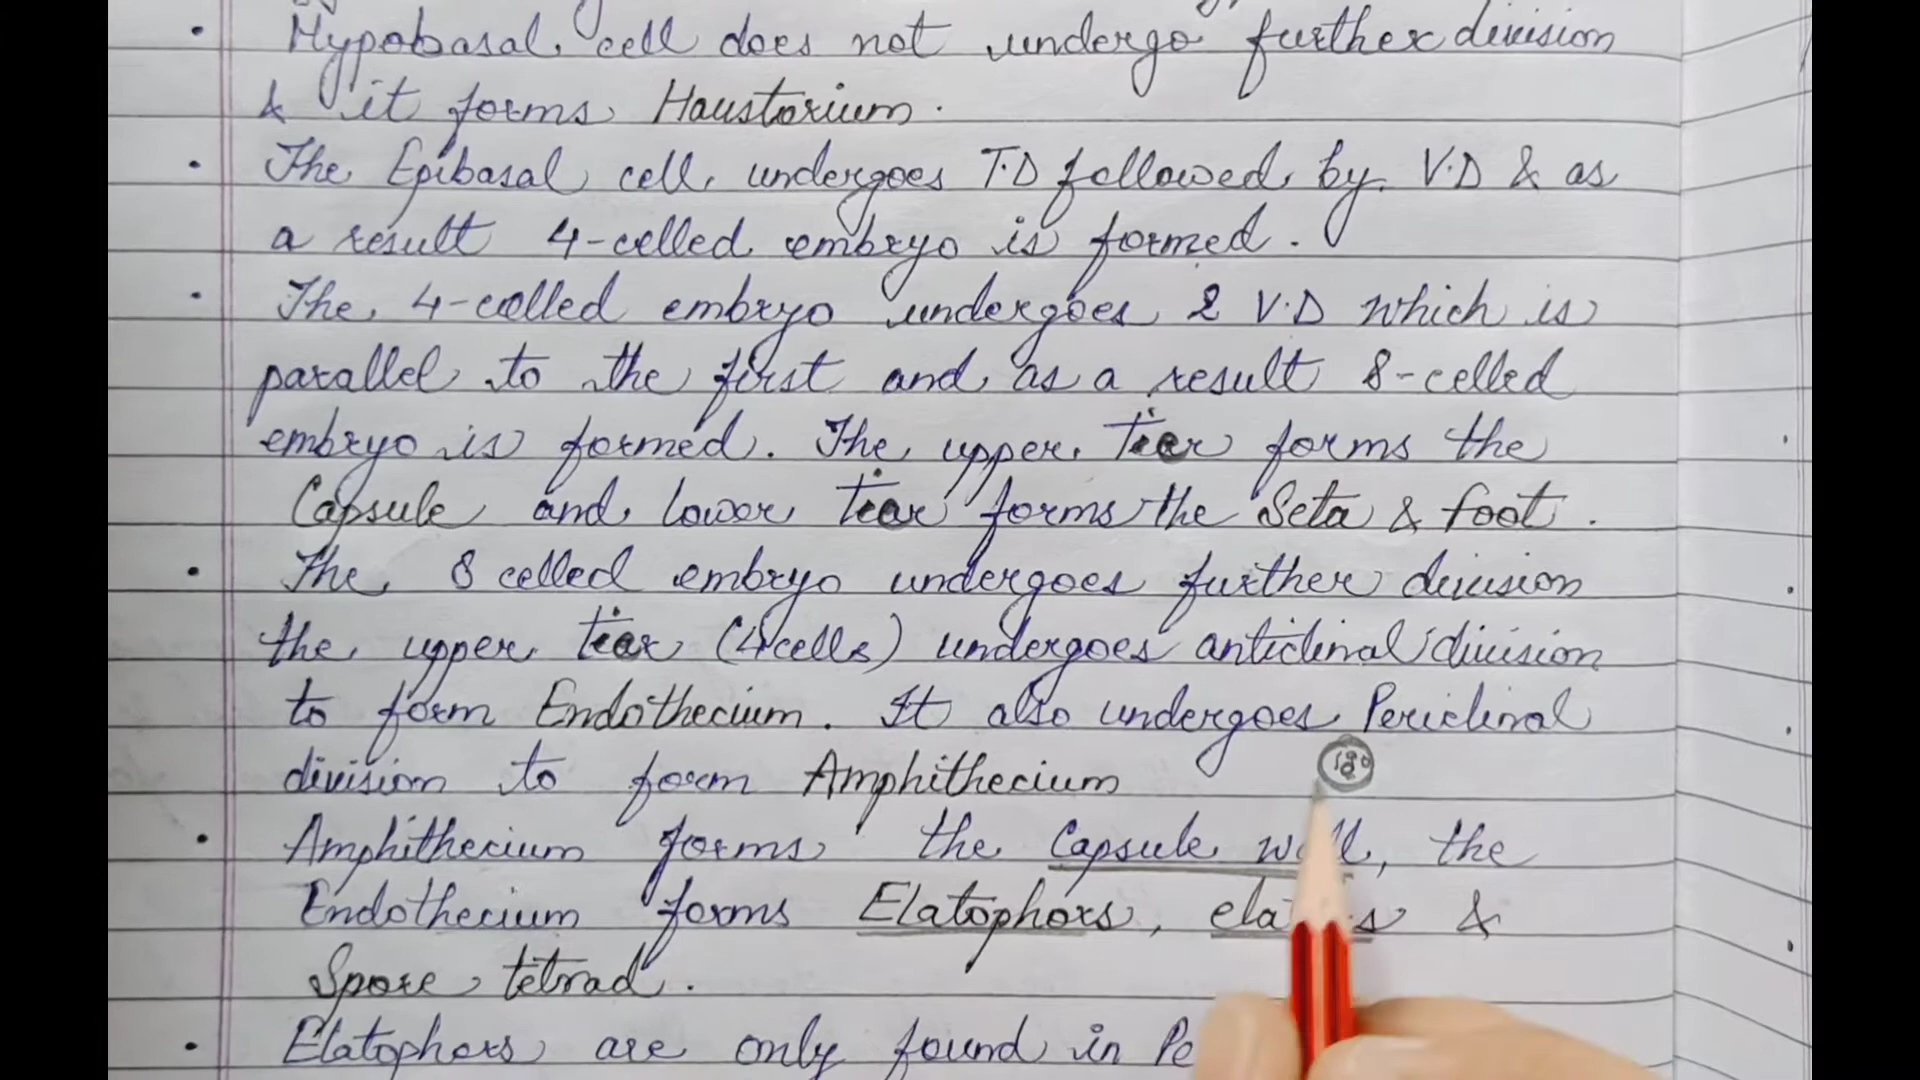 Hypobasal cell does not undergo further division
& it forms Haustorium.
The Epibasal cell undergoes T.D followed by V.D & as
a result 4-celled embryo is formed.
The 4-celled embryo undergoes 2 V.D which is
parallel to the first and as a result 8-celled
embryo is formed. The upper tier forms the
Capsule and lower tier forms the Seta & foot.
The 8 celled embryo undergoes further division
the upper tier (4 cells) undergoes anticlinal division
to form Endothecium. It also undergoes Periclinal
division to form Amphithecium
Amphithecium forms the Capsule wall, the
Endothecium forms Elatophors, &
Spore tetrad.
Elatophors are only found in